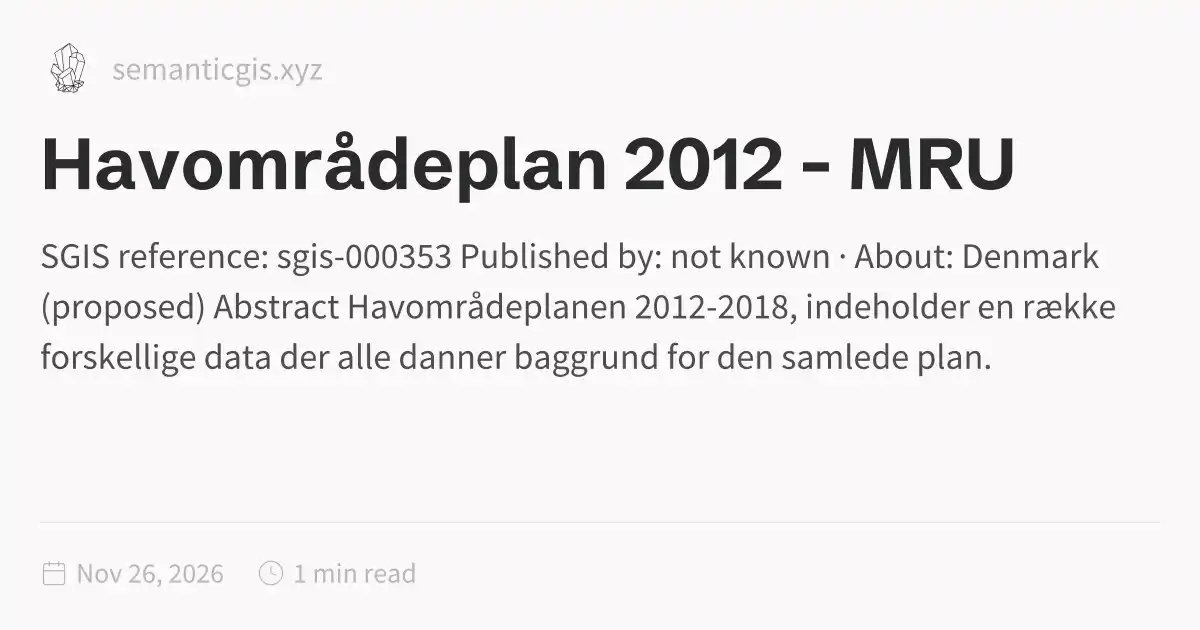 semanticgis.xyz
Havområdeplan 2012 - MRU
SGIS reference: sgis-000353 Published by: not known · About: Denmark
(proposed) Abstract Havområdeplanen 2012-2018, indeholder en række
forskellige data der alle danner baggrund for den samlede plan.
Nov 26, 2026 1 min read